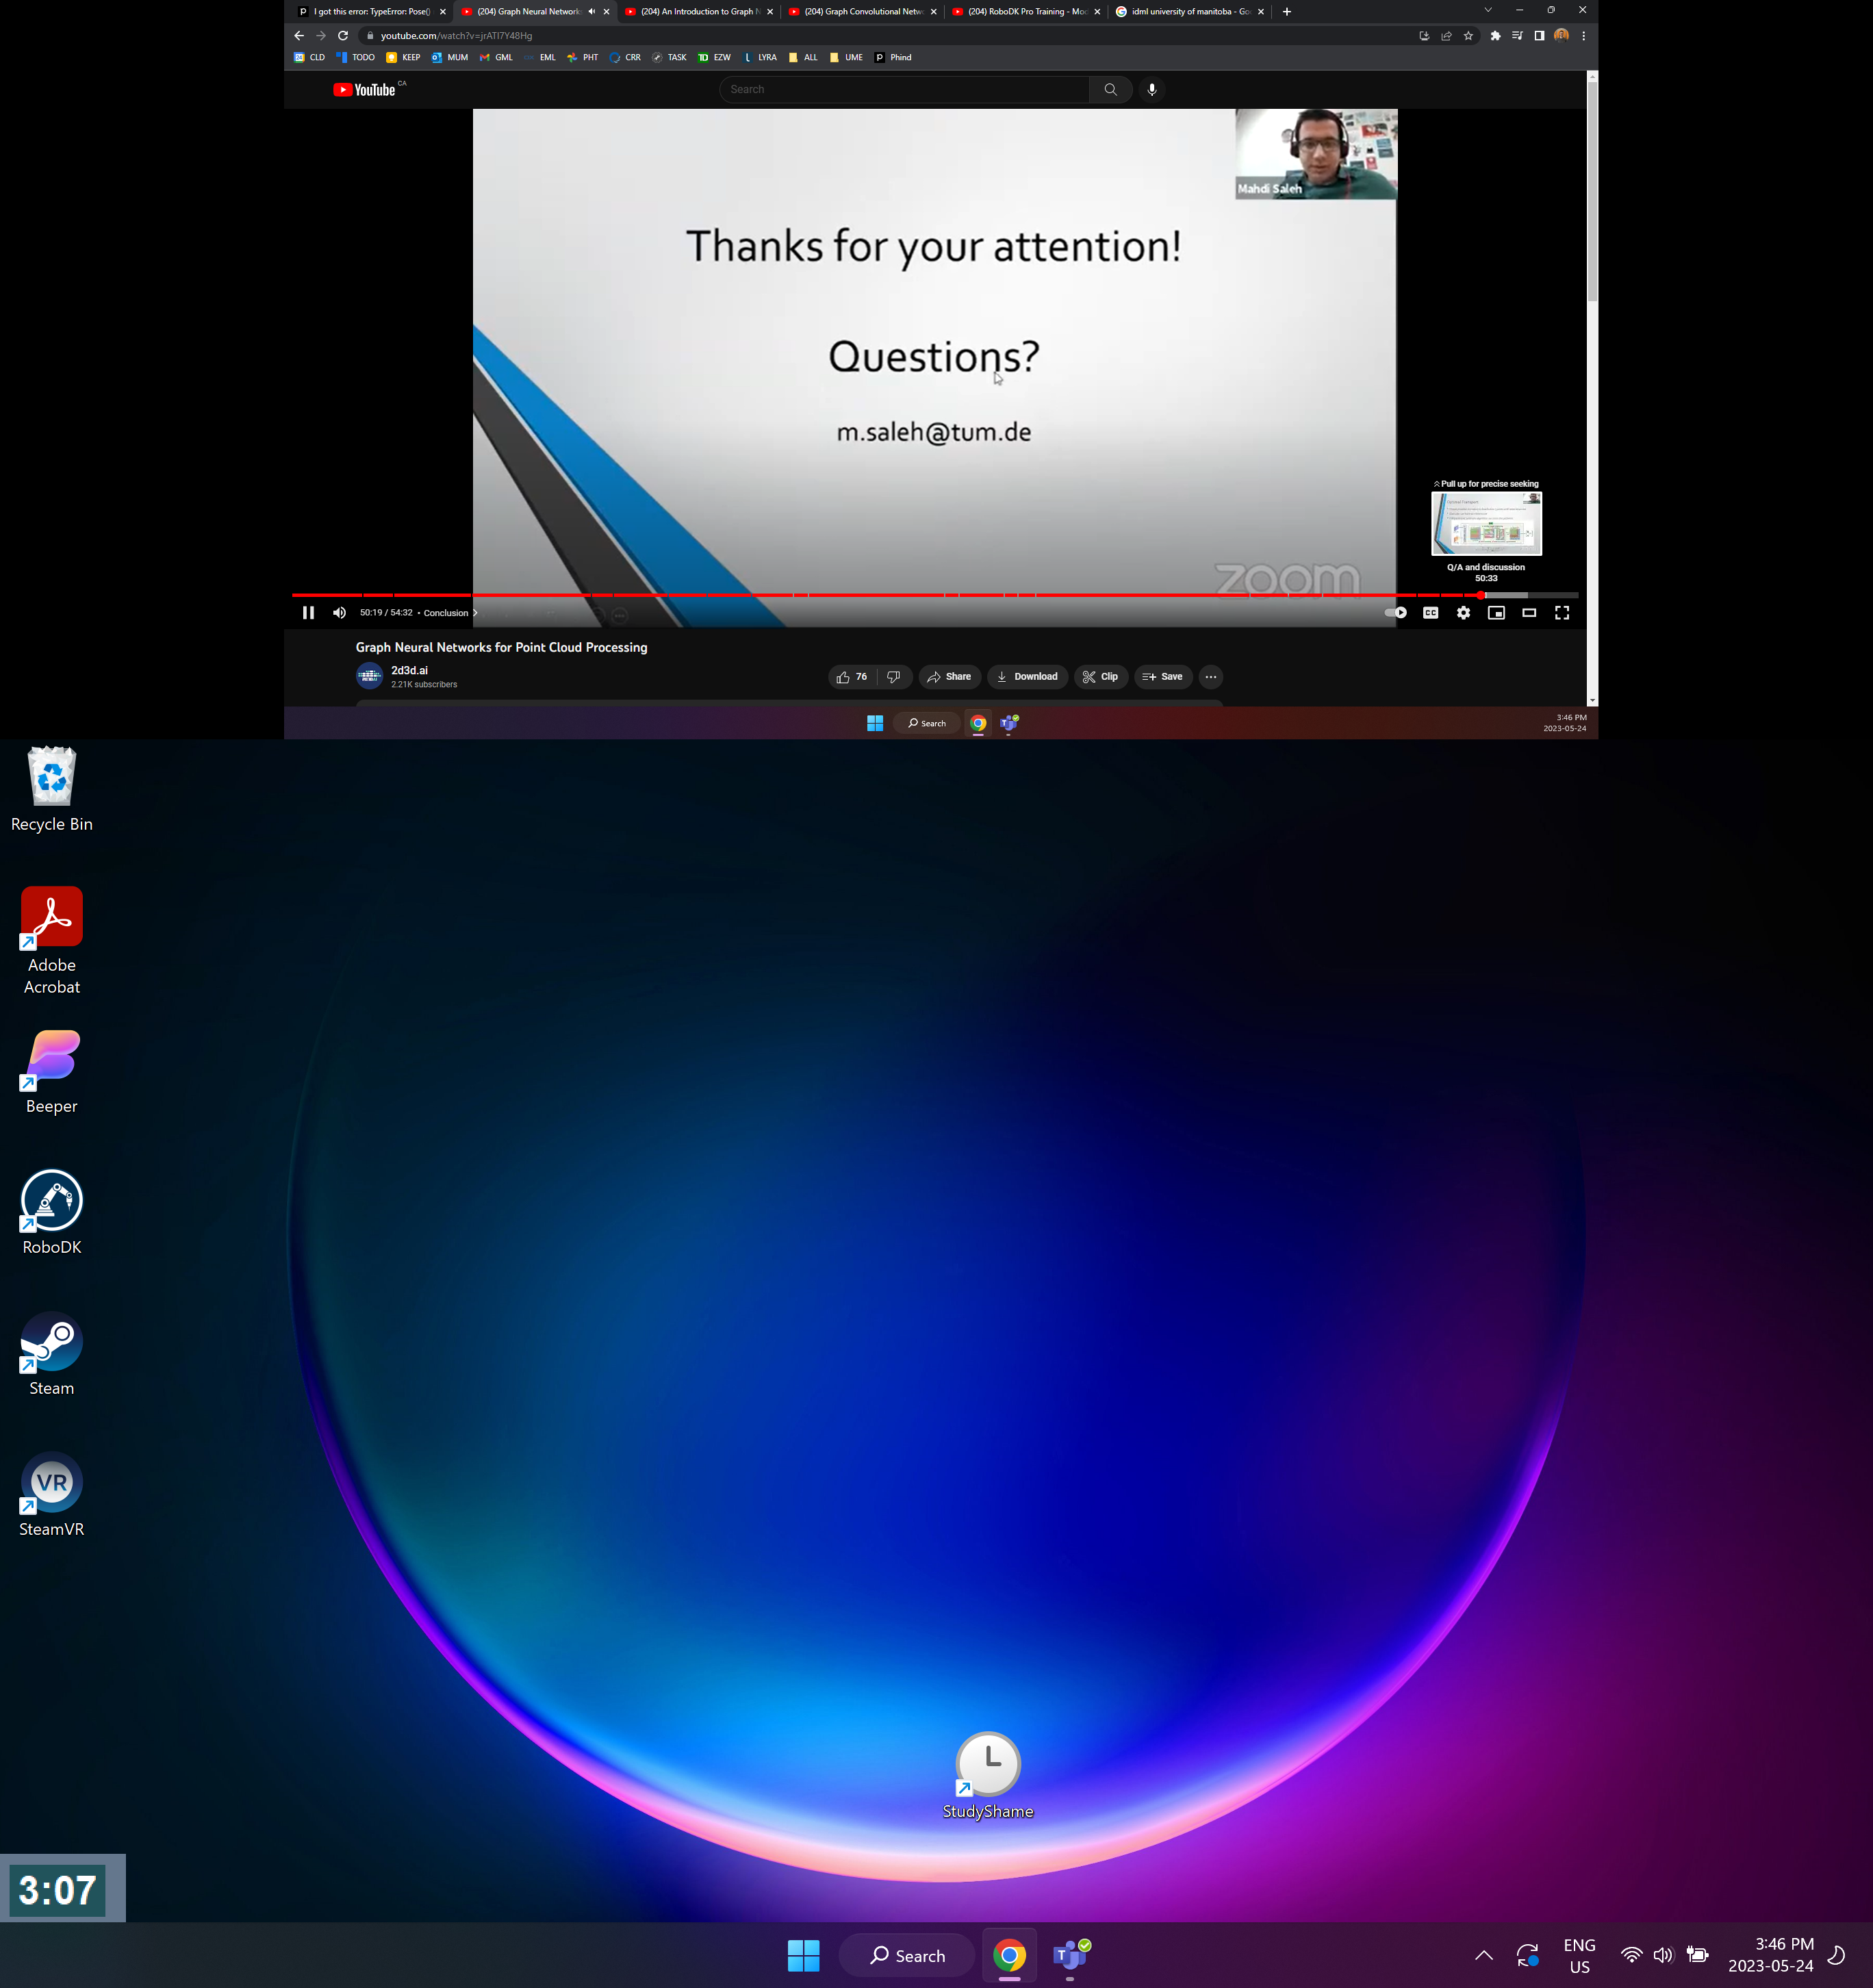 I got this error: TypeError: Pose()
(204) Graph Neural Network
(204) An Introduction to Graph N
(204) Graph Convolutional Netw
(204) RoboDK Pro Training - Mod
idml university of manitoba - Goo
youtube.com/watch?v=jrATI7Y48Hg
CLD TODO KEEP MUM GML EML PHT CRR TASK EZW LYRA ALL UME Phind
YouTube CA
Search
Mahdi Saleh
Thanks for your attention!
Questions?
m.saleh@tum.de
Pull up for precise seeking
Q/A and discussion
50:33
zoom
50:19 / 54:32 • Conclusion
CC
Graph Neural Networks for Point Cloud Processing
2d3d.ai
2.21K subscribers
76 Share Download Clip Save
Search
3:46 PM
2023-05-24
Recycle Bin
Adobe
Acrobat
Beeper
RoboDK
Steam
VR
SteamVR
StudyShame
3:07
Search
ENG
US
3:46 PM
2023-05-24